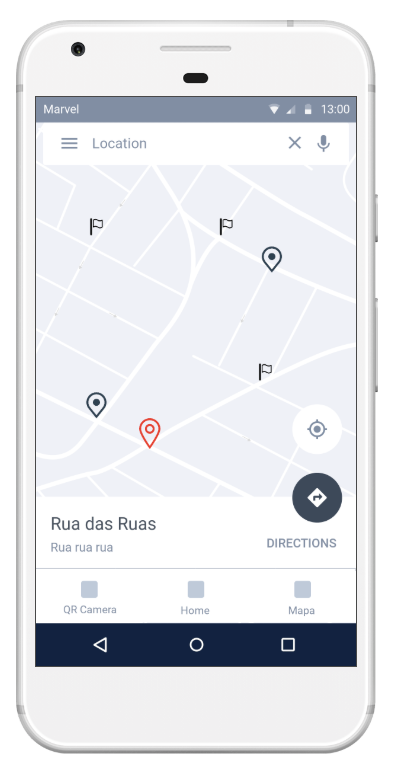 Marvel 13:00
Location
Rua das Ruas
Rua rua rua
DIRECTIONS
QR Camera Home Mapa